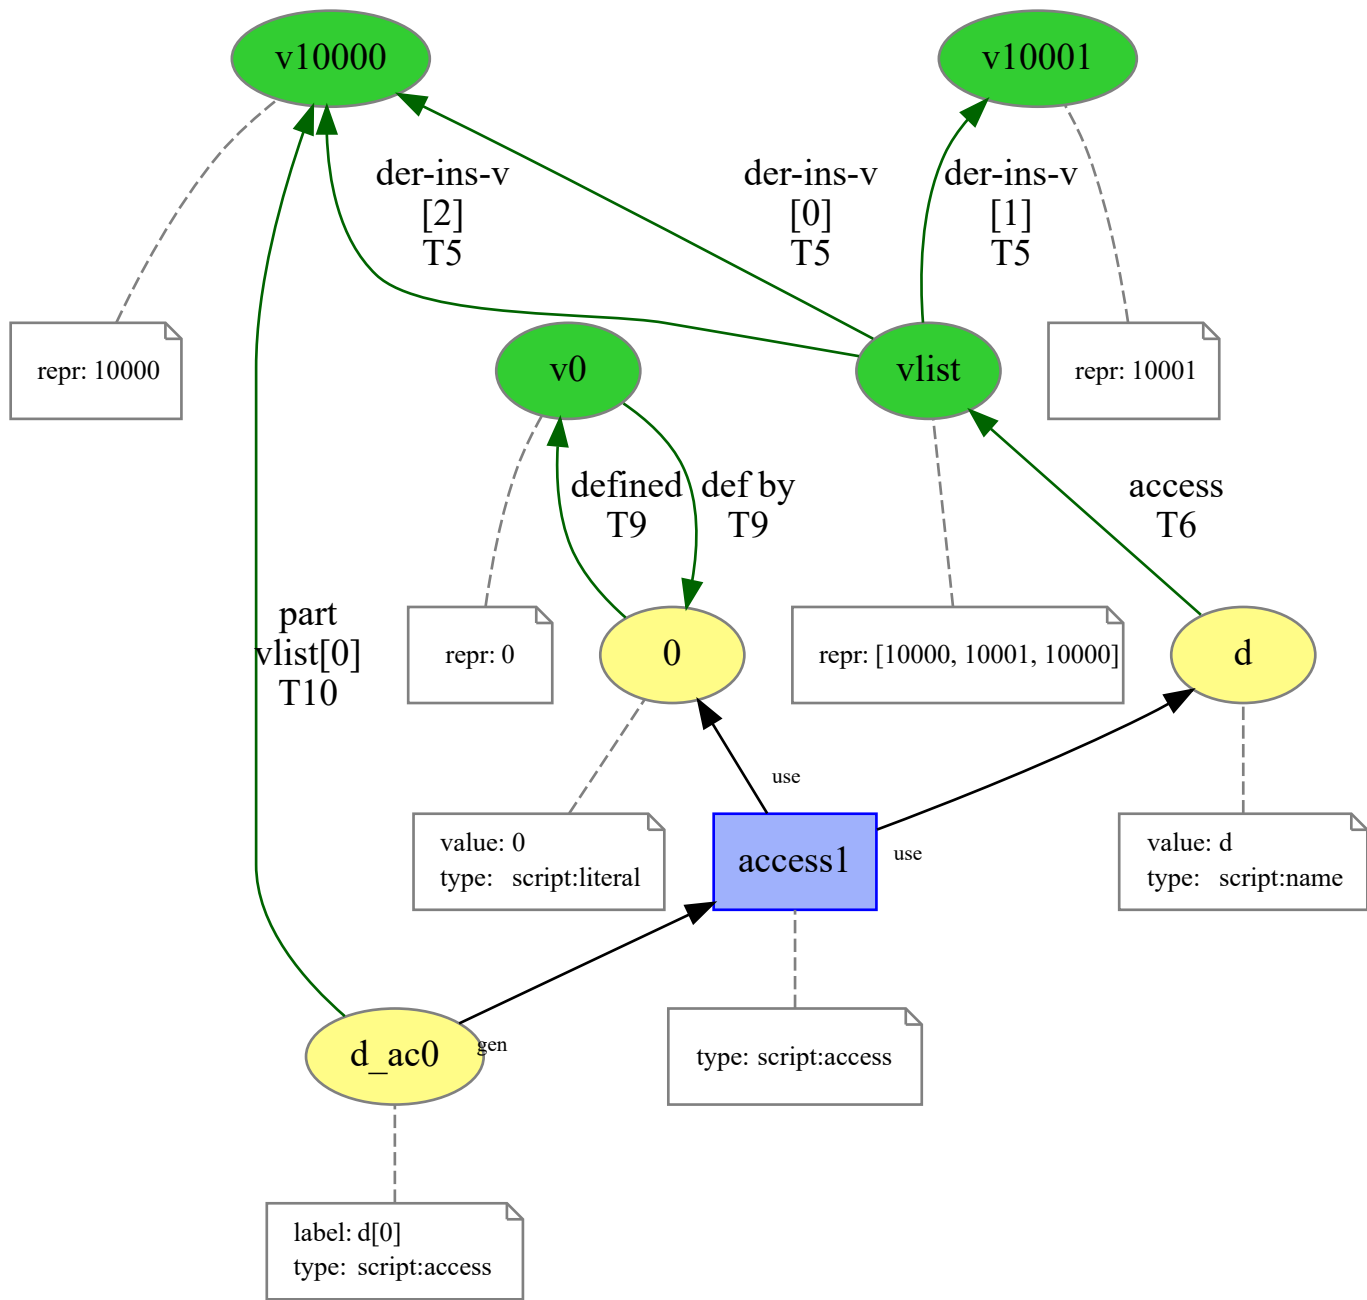 v10000
v10001
der-ins-v
[2]
T5
der-ins-v
[0]
T5
der-ins-v
[1]
T5
repr: 10000
v0
vlist
repr: 10001
defined
T9
def by
T9
access
T6
part
vlist[0]
T10
repr: 0
0
repr: [10000, 10001, 10000]
d
use
use
value: 0
type: script:literal
access1
value: d
type: script:name
d_ac0
gen
type: script:access
label: d[0]
type: script:access